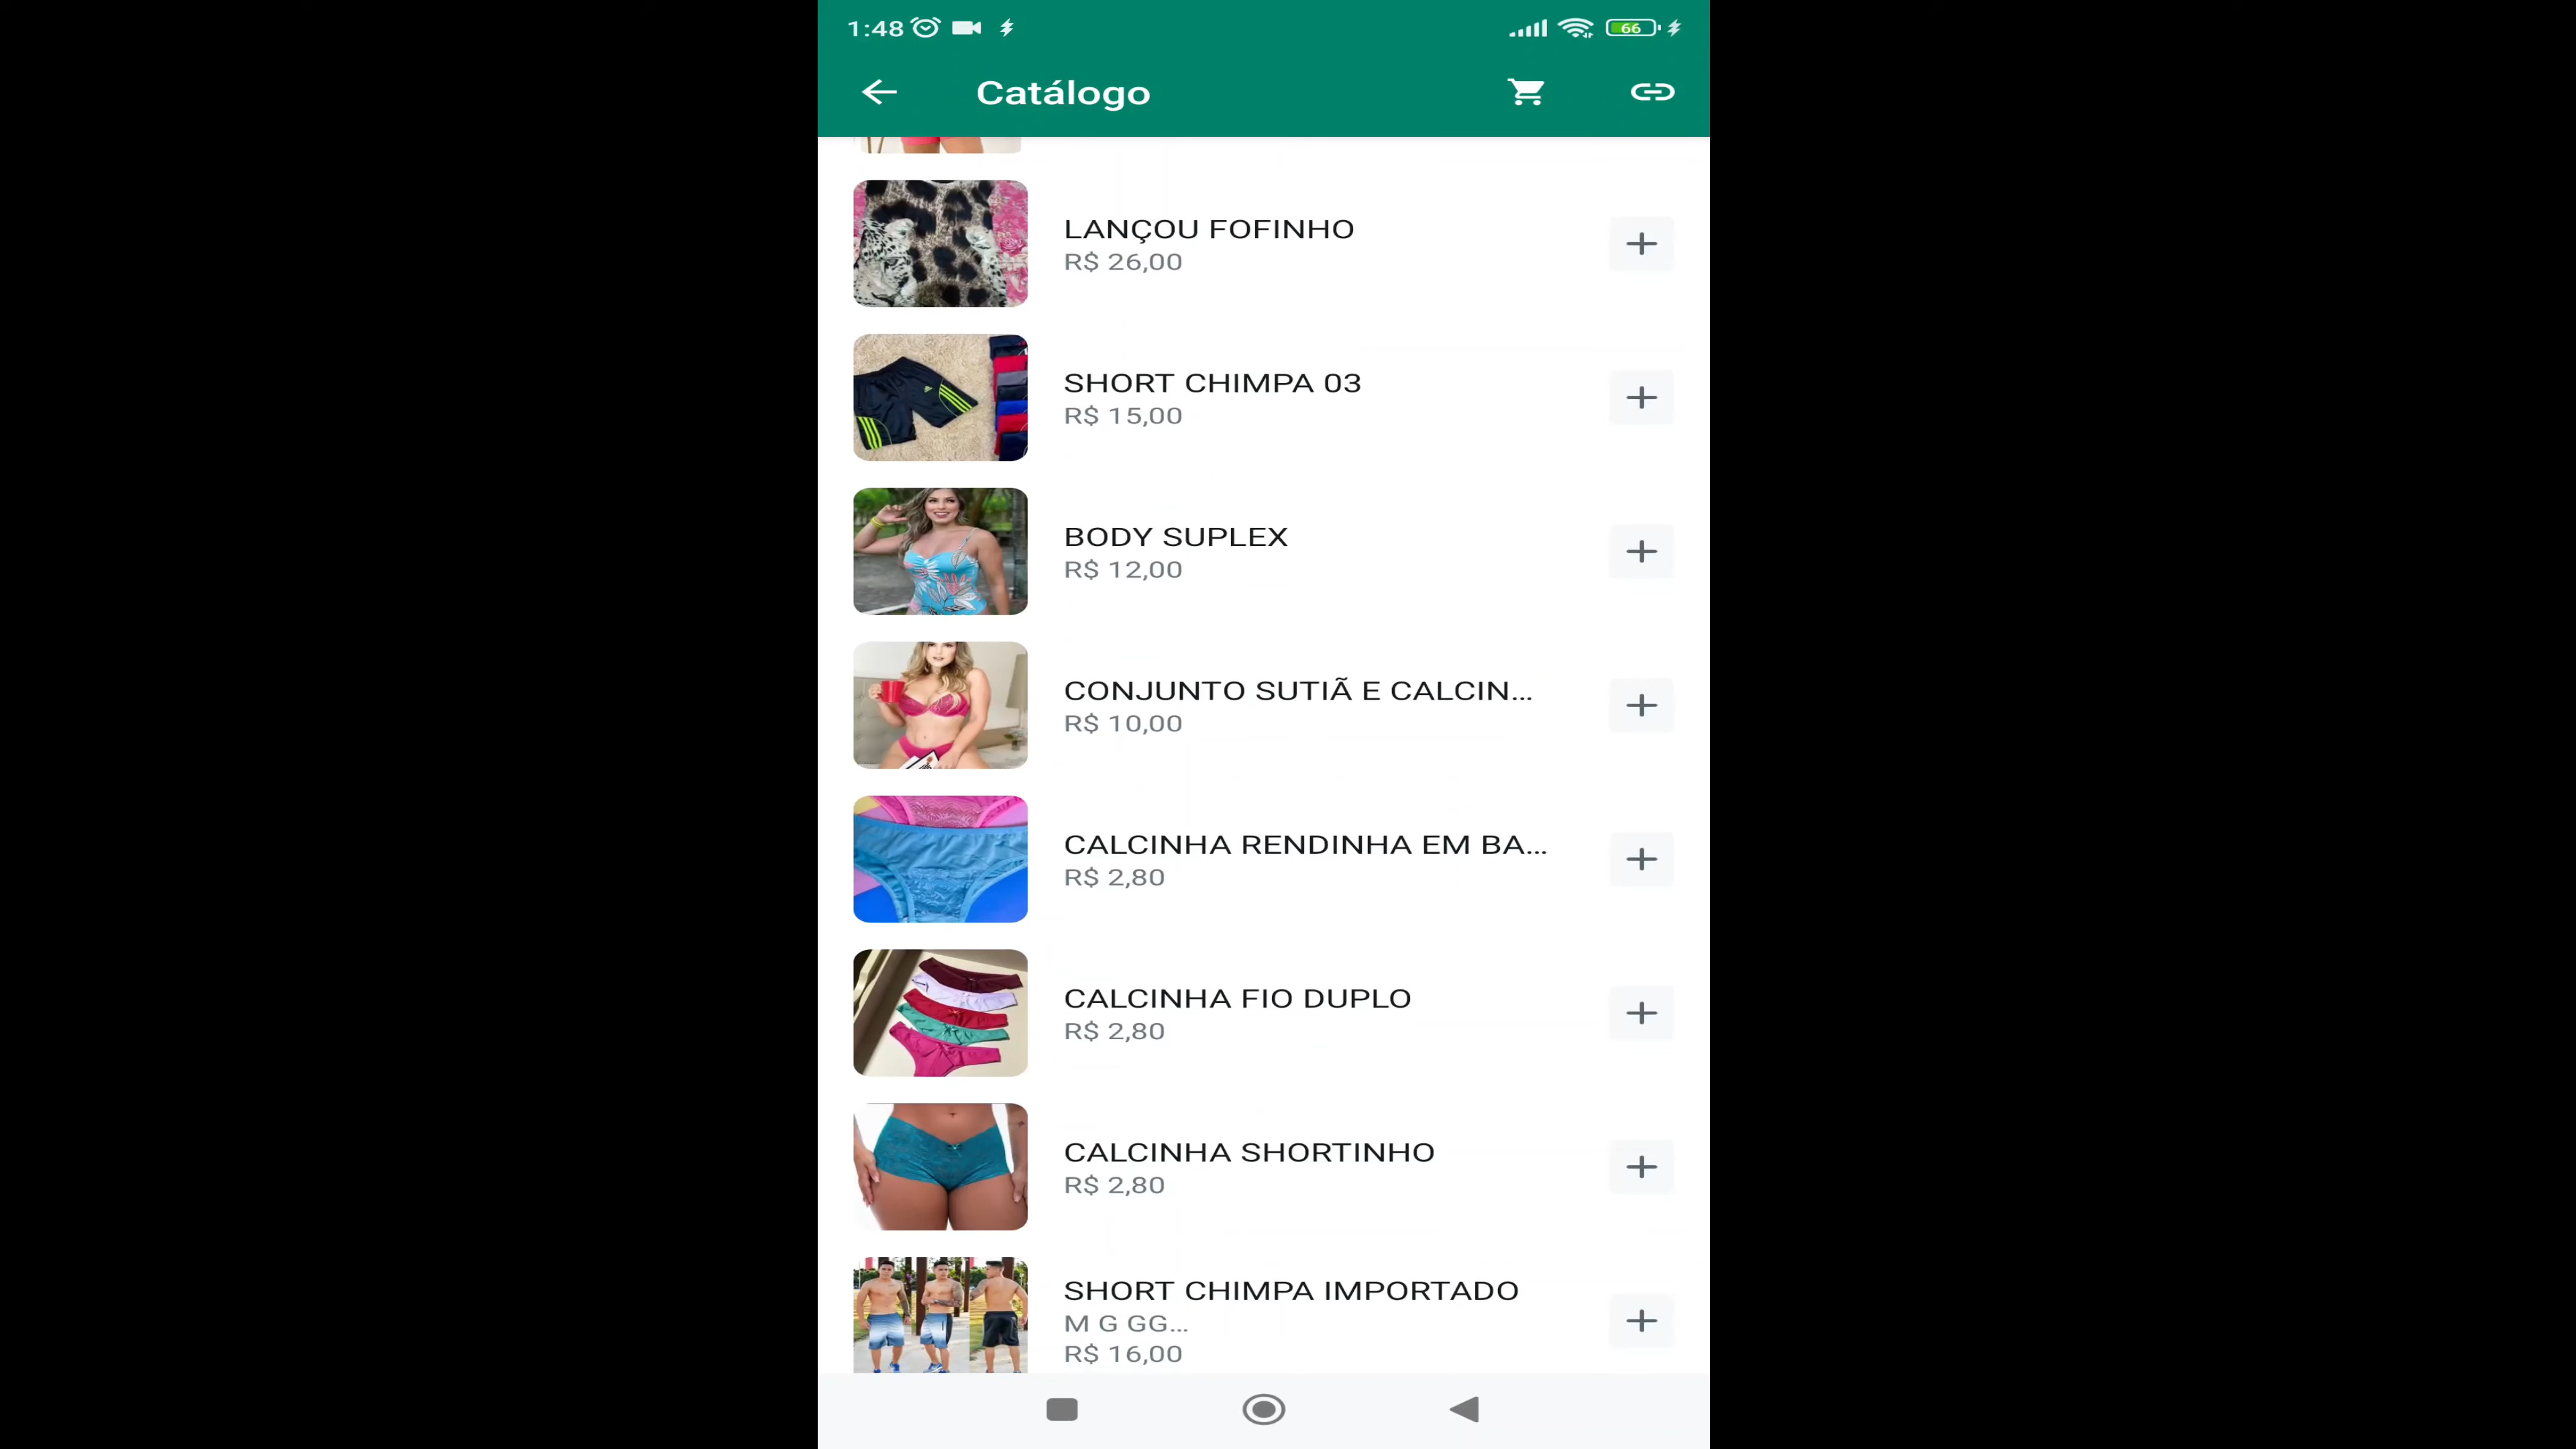 1:48
66
Catálogo
LANÇOU FOFINHO
R$ 26,00
SHORT CHIMPA 03
R$ 15,00
BODY SUPLEX
R$ 12,00
CONJUNTO SUTIÃ E CALCIN...
R$ 10,00
CALCINHA RENDINHA EM BA...
R$ 2,80
CALCINHA FIO DUPLO
R$ 2,80
CALCINHA SHORTINHO
R$ 2,80
SHORT CHIMPA IMPORTADO
M G GG...
R$ 16,00